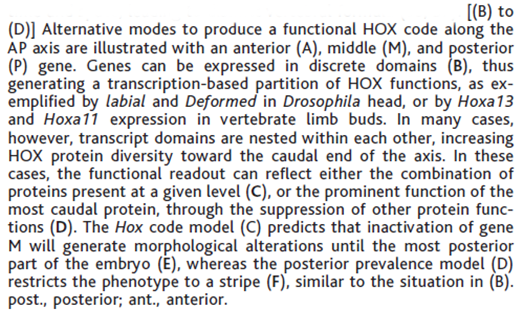 [(B) to
(D)] Alternative modes to produce a functional HOX code along the
AP axis are illustrated with an anterior (A), middle (M), and posterior
(P) gene. Genes can be expressed in discrete domains (B), thus
generating a transcription-based partition of HOX functions, as ex-
emplified by labial and Deformed in Drosophila head, or by Hoxa13
and Hoxa11 expression in vertebrate limb buds. In many cases,
however, transcript domains are nested within each other, increasing
HOX protein diversity toward the caudal end of the axis. In these
cases, the functional readout can reflect either the combination of
proteins present at a given level (C), or the prominent function of the
most caudal protein, through the suppression of other protein func-
tions (D). The Hox code model (C) predicts that inactivation of gene
M will generate morphological alterations until the most posterior
part of the embryo (E), whereas the posterior prevalence model (D)
restricts the phenotype to a stripe (F), similar to the situation in (B).
post., posterior; ant., anterior.